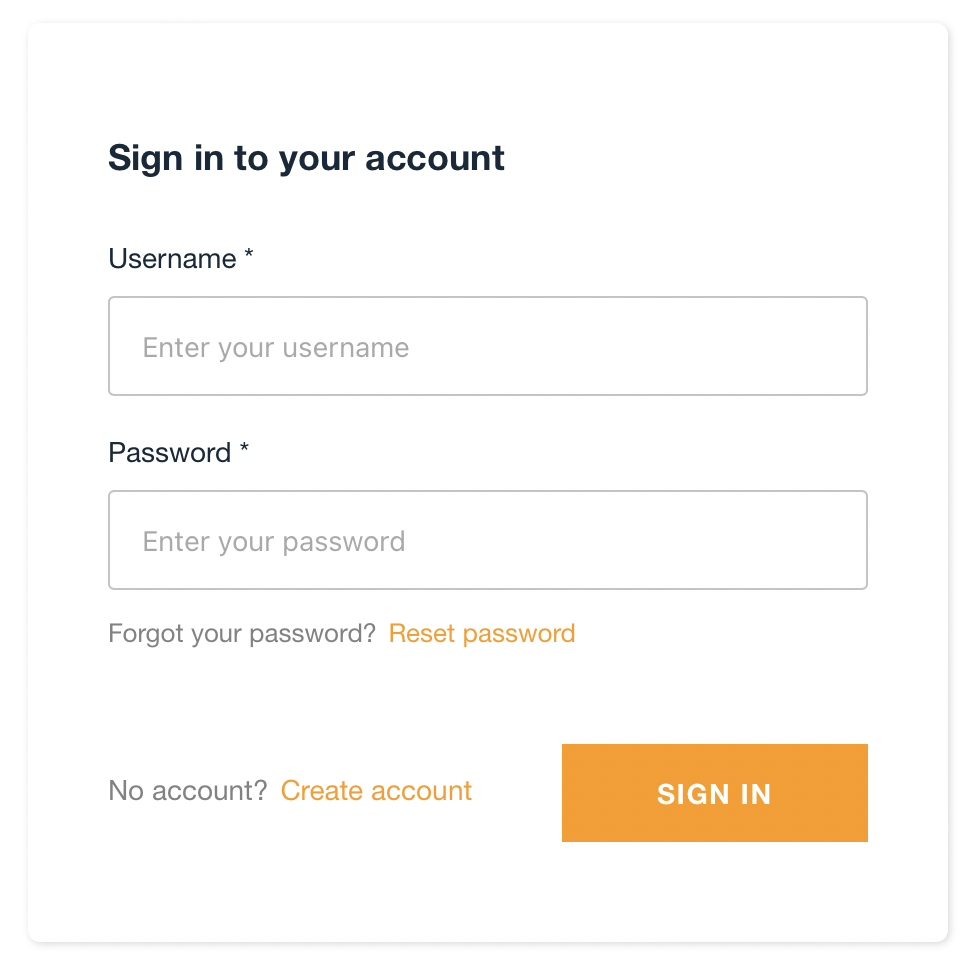 Sign in to your account
Username *
Enter your username
Password *
Enter your password
Forgot your password? Reset password
No account? Create account
SIGN IN